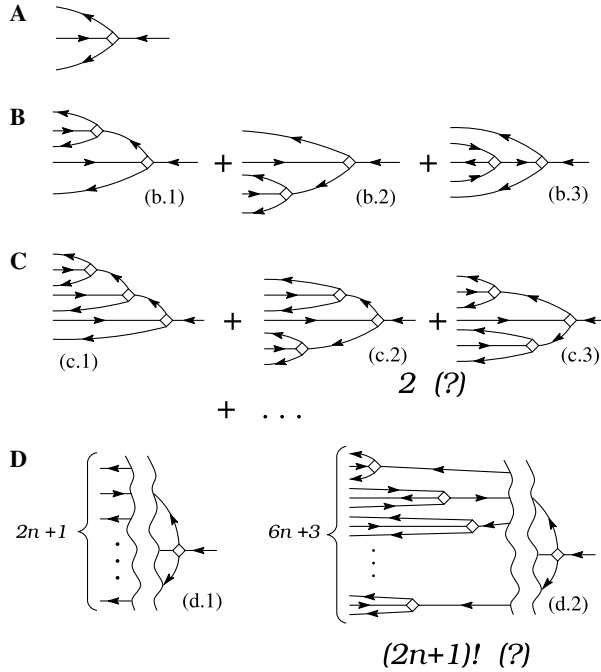 A
B
(b.1) + (b.2) + (b.3)
C
(c.1) + (c.2) + (c.3)
2 (?)
+ ...
D
2n+1 (d.1) 6n+3 (d.2)
(2n+1)! (?)